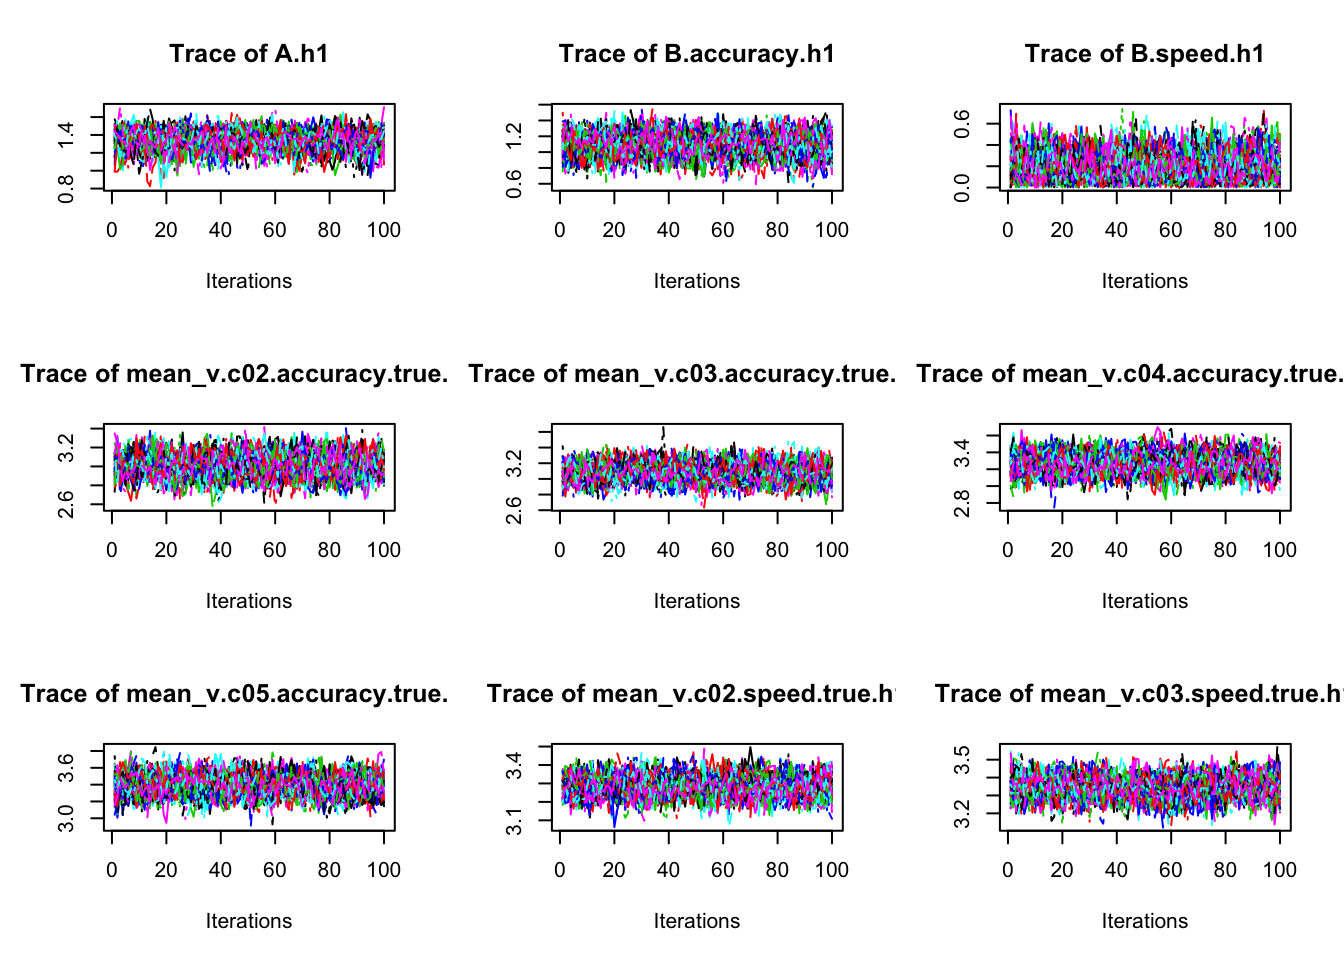 Trace of A.h1
1.4
0.8
0 20 40 60 80 100
Iterations
Trace of B.accuracy.h1
1.2
0.6
0 20 40 60 80 100
Iterations
Trace of B.speed.h1
0.6
0.0
0 20 40 60 80 100
Iterations
Trace of mean_v.c02.accuracy.true.
3.2
2.6
0 20 40 60 80 100
Iterations
Trace of mean_v.c03.accuracy.true.
3.2
2.6
0 20 40 60 80 100
Iterations
Trace of mean_v.c04.accuracy.true.
3.4
2.8
0 20 40 60 80 100
Iterations
Trace of mean_v.c05.accuracy.true.
3.6
3.0
0 20 40 60 80 100
Iterations
Trace of mean_v.c02.speed.true.h1
3.4
3.1
0 20 40 60 80 100
Iterations
Trace of mean_v.c03.speed.true.h1
3.5
3.2
0 20 40 60 80 100
Iterations